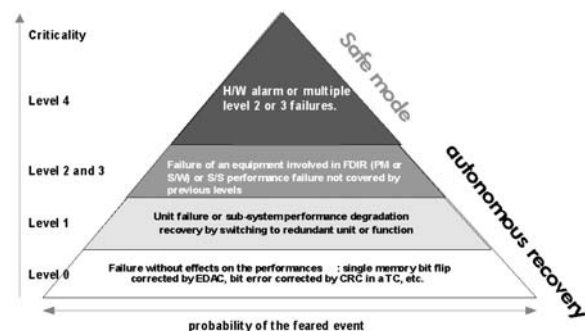 Criticality
Level 4
H/W alarm or multiple
level 2 or 3 failures.
Safe mode
Level 2 and 3
Failure of an equipment involved in FDIR (PM or
S/W) or S/S performance failure not covered by
previous levels
autonomous recovery
Level 1
Unit failure or sub-system performance degradation
recovery by switching to redundant unit or function
Level 0
Failure without effects on the performances : single memory bit flip
corrected by EDAC, bit error corrected by CRC in a TC, etc.
probability of the feared event